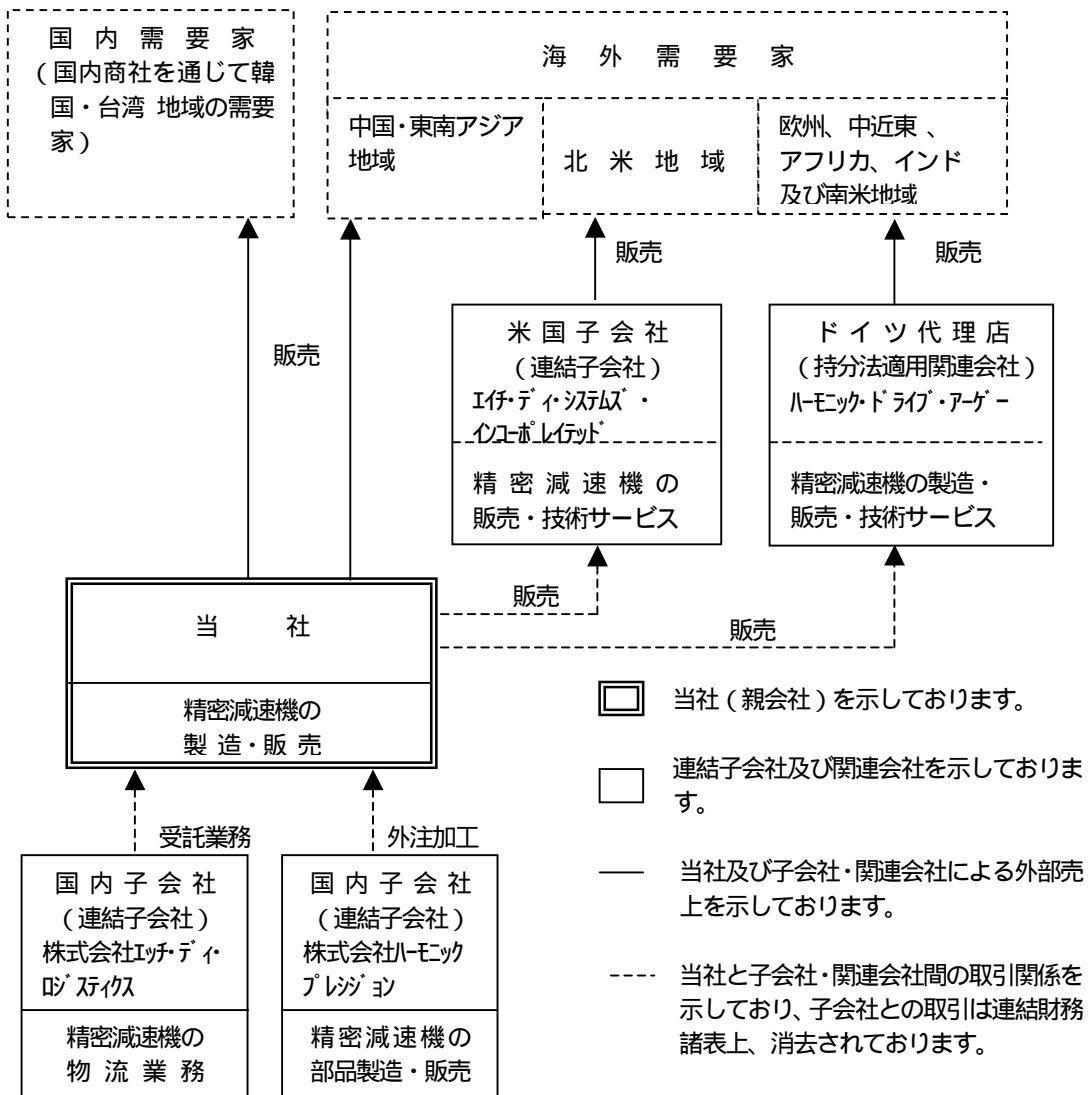 国内需要家
(国内商社を通じて韓
国・台湾 地域の需要
家)
海外需要家
中国・東南アジア
地域
北米地域
欧州、中近東 、
アフリカ、インド
及び南米地域
販売
販売
販売
米国子会社
(連結子会社)
エイチ・ディ・システムズ・
インコーポレイテッド
精密減速機の
販売・技術サービス
ドイツ代理店
(持分法適用関連会社)
ハーモニック・ドライブ・アーゲー
精密減速機の製造・
販売・技術サービス
販売
販売
当社
精密減速機の
製造・販売
当社(親会社)を示しております。
連結子会社及び関連会社を示しておりま
す。
当社及び子会社・関連会社による外部売
上を示しております。
当社と子会社・関連会社間の取引関係を
示しており、子会社との取引は連結財務
諸表上、消去されております。
受託業務
外注加工
国内子会社
(連結子会社)
株式会社エッチ・ディ・
ロジスティクス
精密減速機の
物流業務
国内子会社
(連結子会社)
株式会社ハーモニック
プレシジョン
精密減速機の
部品製造・販売